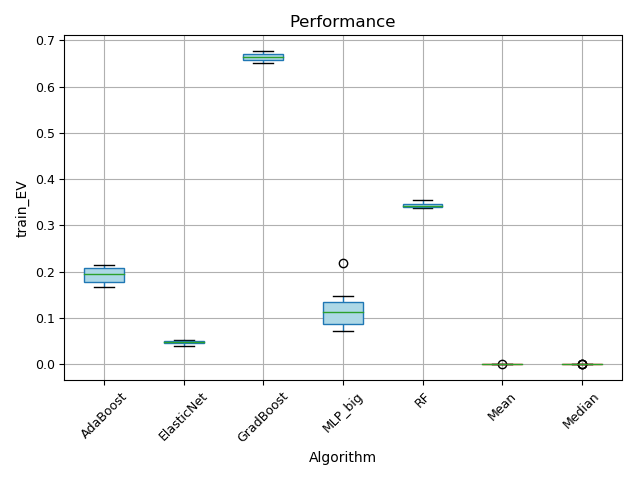 Performance
train_EV
0.7
0.6
0.5
0.4
0.3
0.2
0.1
0.0
AdaBoost
ElasticNet
GradBoost
MLP_big
RF
Mean
Median
Algorithm